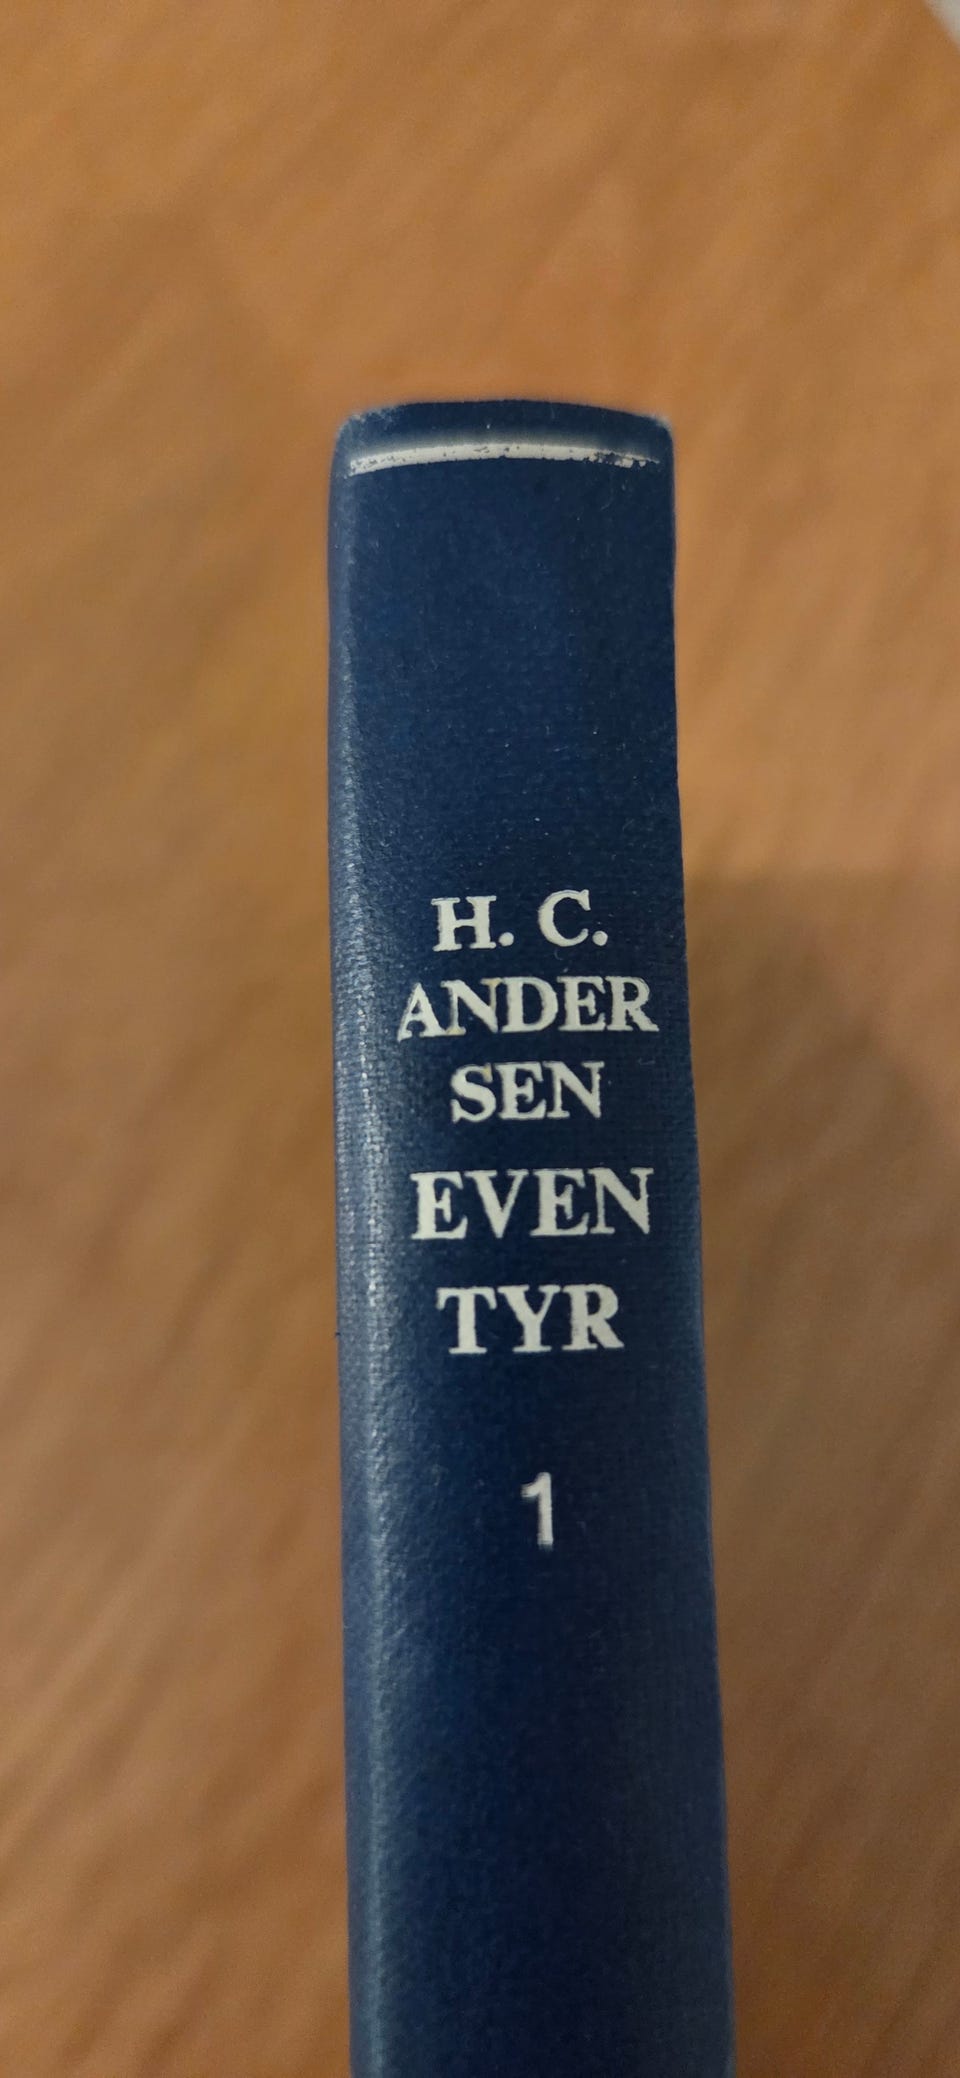 H. C.
ANDER
SEN
EVEN
TYR
1